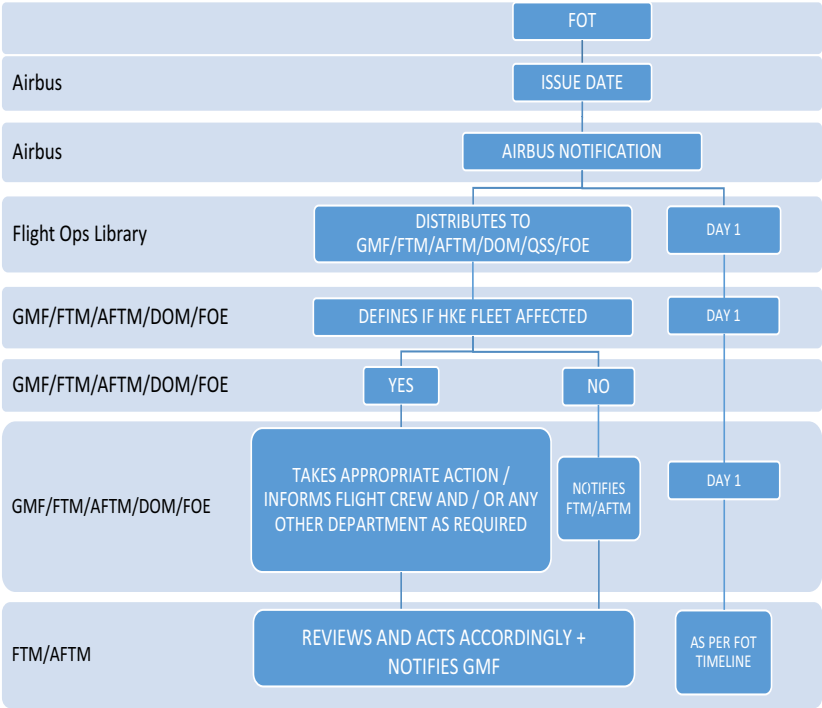 FOT
Airbus
ISSUE DATE
Airbus
AIRBUS NOTIFICATION
Flight Ops Library
DISTRIBUTES TO
GMF/FTM/AFTM/DOM/QSS/FOE
DAY 1
GMF/FTM/AFTM/DOM/FOE
DEFINES IF HKE FLEET AFFECTED
DAY 1
GMF/FTM/AFTM/DOM/FOE
YES
NO
GMF/FTM/AFTM/DOM/FOE
TAKES APPROPRIATE ACTION /
INFORMS FLIGHT CREW AND / OR ANY
OTHER DEPARTMENT AS REQUIRED
NOTIFIES
FTM/AFTM
DAY 1
FTM/AFTM
REVIEWS AND ACTS ACCORDINGLY +
NOTIFIES GMF
AS PER FOT
TIMELINE